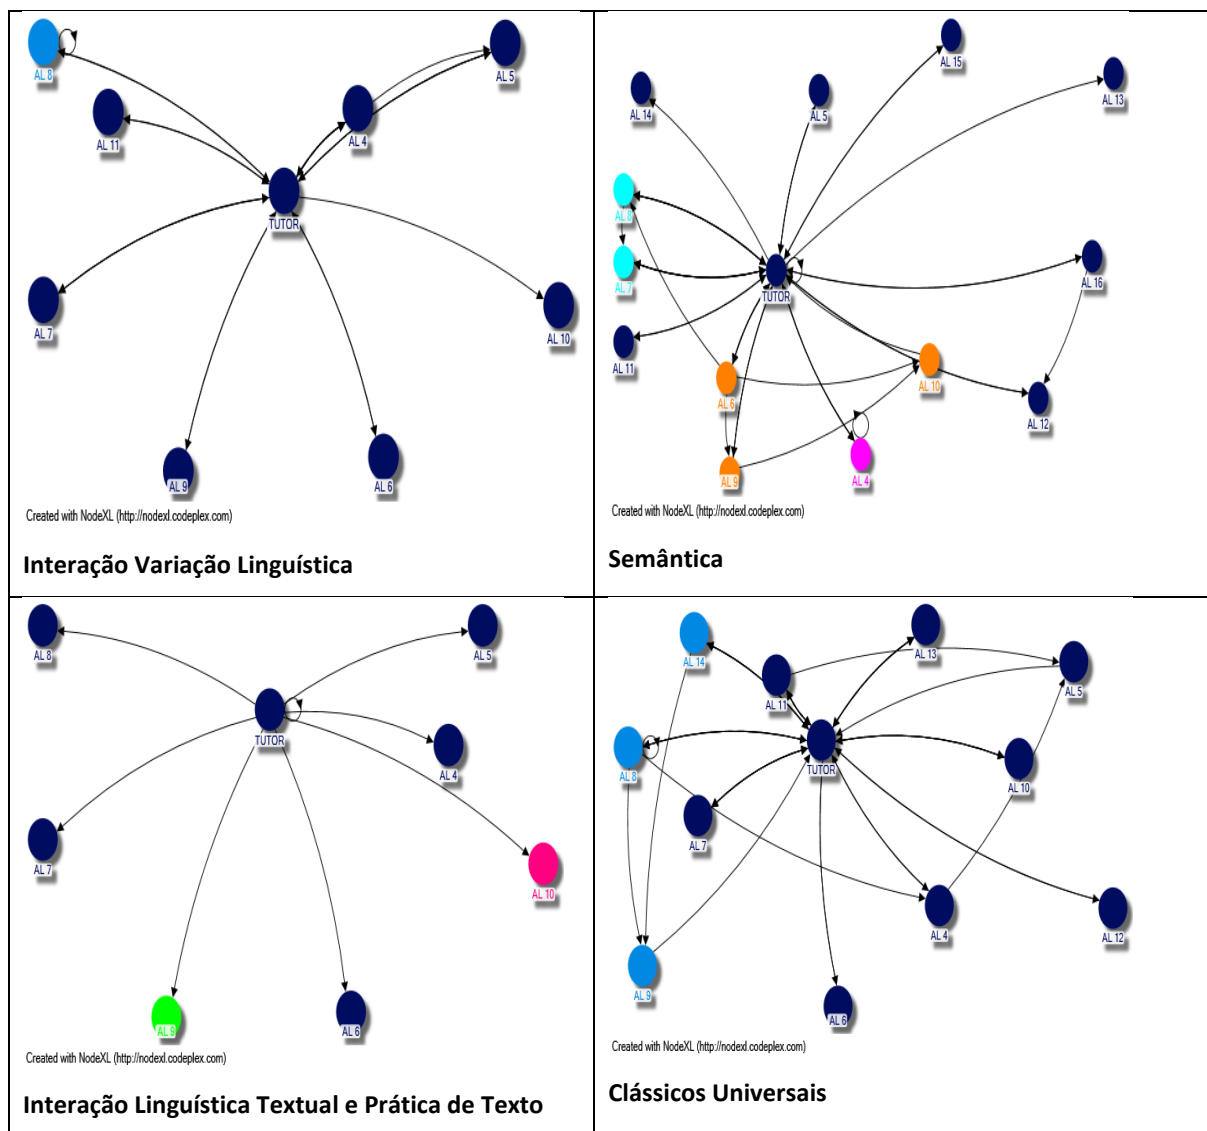 AL 8
AL 5
AL 4
AL 11
TUTOR
AL 7
AL 10
AL 9
AL 6
Created with NodeXL (http://nodexl.codeplex.com)
Interação Variação Linguística
AL 15
AL 13
AL 14
AL 5
AL 8
AL 7
AL 16
TUTOR
AL 11
AL 10
AL 6
AL 12
AL 9
AL 4
Created with NodeXL (http://nodexl.codeplex.com)
Semântica
AL 8
AL 5
TUTOR
AL 4
AL 7
AL 10
AL 9
AL 6
Created with NodeXL (http://nodexl.codeplex.com)
Interação Linguística Textual e Prática de Texto
AL 14
AL 13
AL 11
AL 5
AL 8
TUTOR
AL 10
AL 7
AL 4
AL 12
AL 9
AL 6
Created with NodeXL (http://nodexl.codeplex.com)
Clássicos Universais